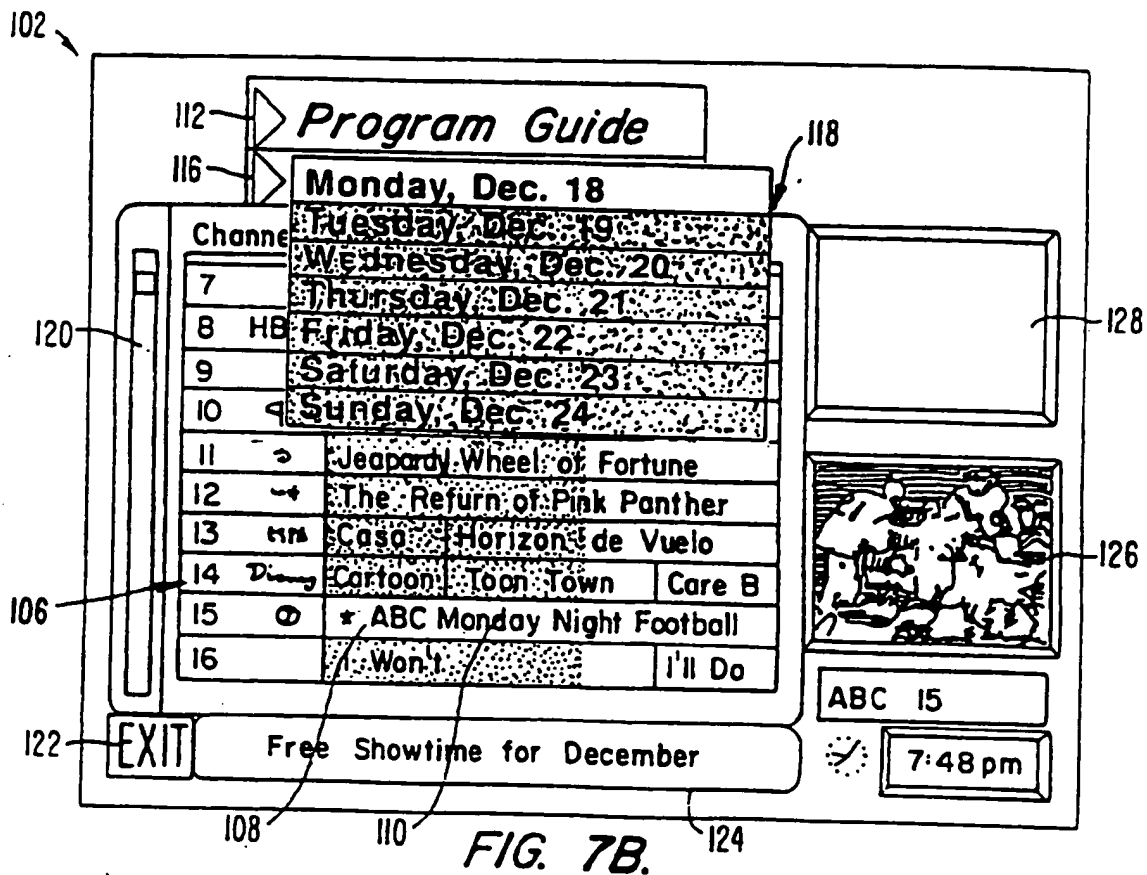 102
112
Program Guide
118
116
Monday, Dec. 18
Tuesday, Dec. 19
Wednesday, Dec. 20
Thursday, Dec. 21
Friday, Dec. 22
Saturday, Dec. 23
Sunday, Dec. 24
Channe
7
8 HB
9
10
120
128
11 Jeapardy Wheel of Fortune
12 The Return of Pink Panther
13 Casa Horizon de Vuelo
14 Disney Cartoon Toon Town Care B
15 * ABC Monday Night Football
16 I Won't I'll Do
106
126
ABC 15
122
EXIT
Free Showtime for December
7:48 pm
108
110
124
FIG. 7B.